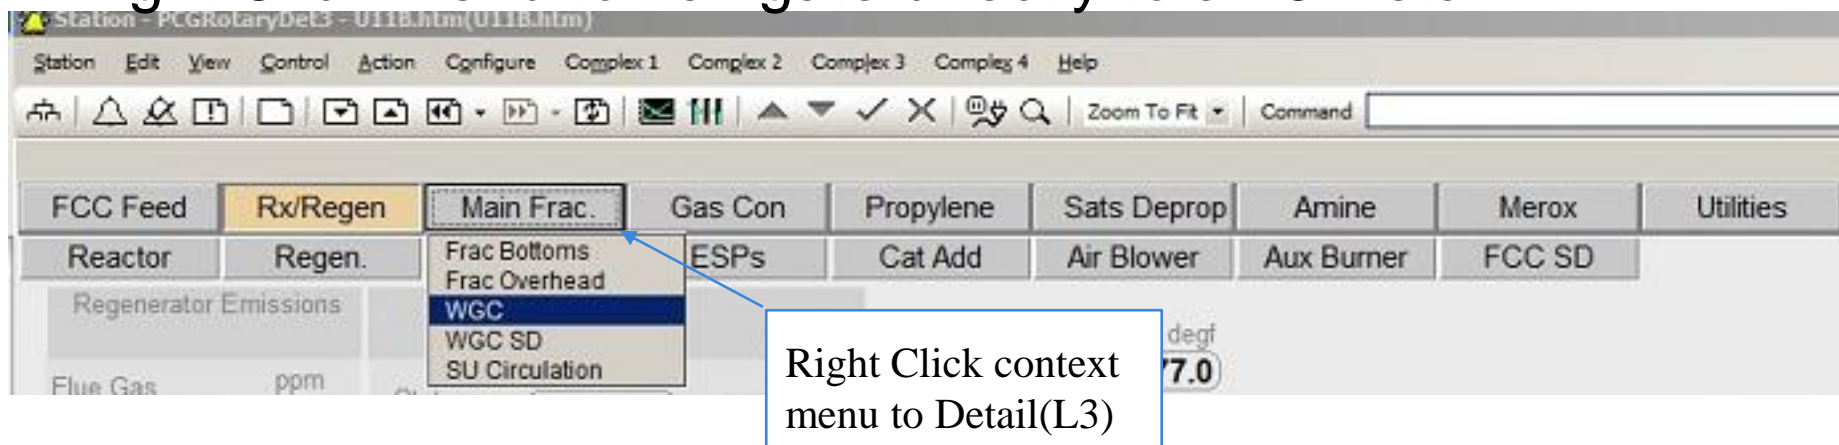 Station - PCGRotaryDet3 - U11B.htm(U11B.htm)
Station Edit View Control Action Configure Complex 1 Complex 2 Complex 3 Complex 4 Help
Zoom To Fit Command
FCC Feed Rx/Regen Main Frac. Gas Con Propylene Sats Deprop Amine Merox Utilities
Reactor Regen. ESPs Cat Add Air Blower Aux Burner FCC SD
Frac Bottoms
Frac Overhead
WGC
WGC SD
SU Circulation
Regenerator Emissions
degf
77.0
Flue Gas ppm
Right Click context
menu to Detail(L3)